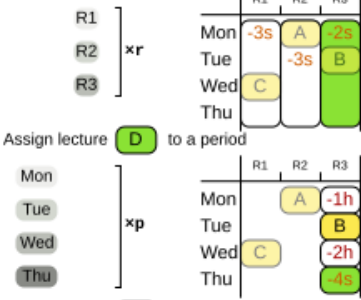 R1 R2 R3
R1
R2
R3
×r
Mon -3s A -2s
Tue -3s B
Wed C
Thu
Assign lecture D to a period
Mon
Tue
Wed
Thu
×p
R1 R2 R3
Mon A -1h
Tue B
Wed C -2h
Thu -4s